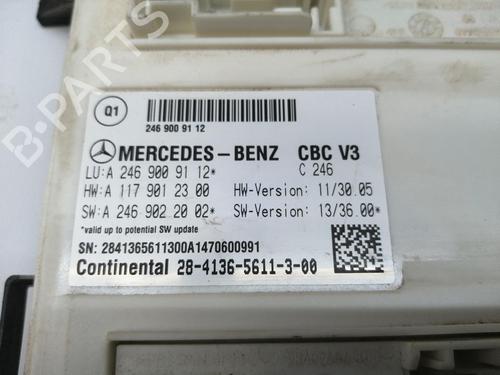 Q1
246 900 91 12
MERCEDES-BENZ CBC V3
LU:A 246 900 91 12* C 246
HW:A 117 901 23 00 HW-Version: 11/30.05
SW:A 246 902 20 02* SW-Version: 13/36.00*
*valid up to potential SW update
SN: 2841365611300A1470600991
Continental 28-4136-5611-3-00
B-PARTS